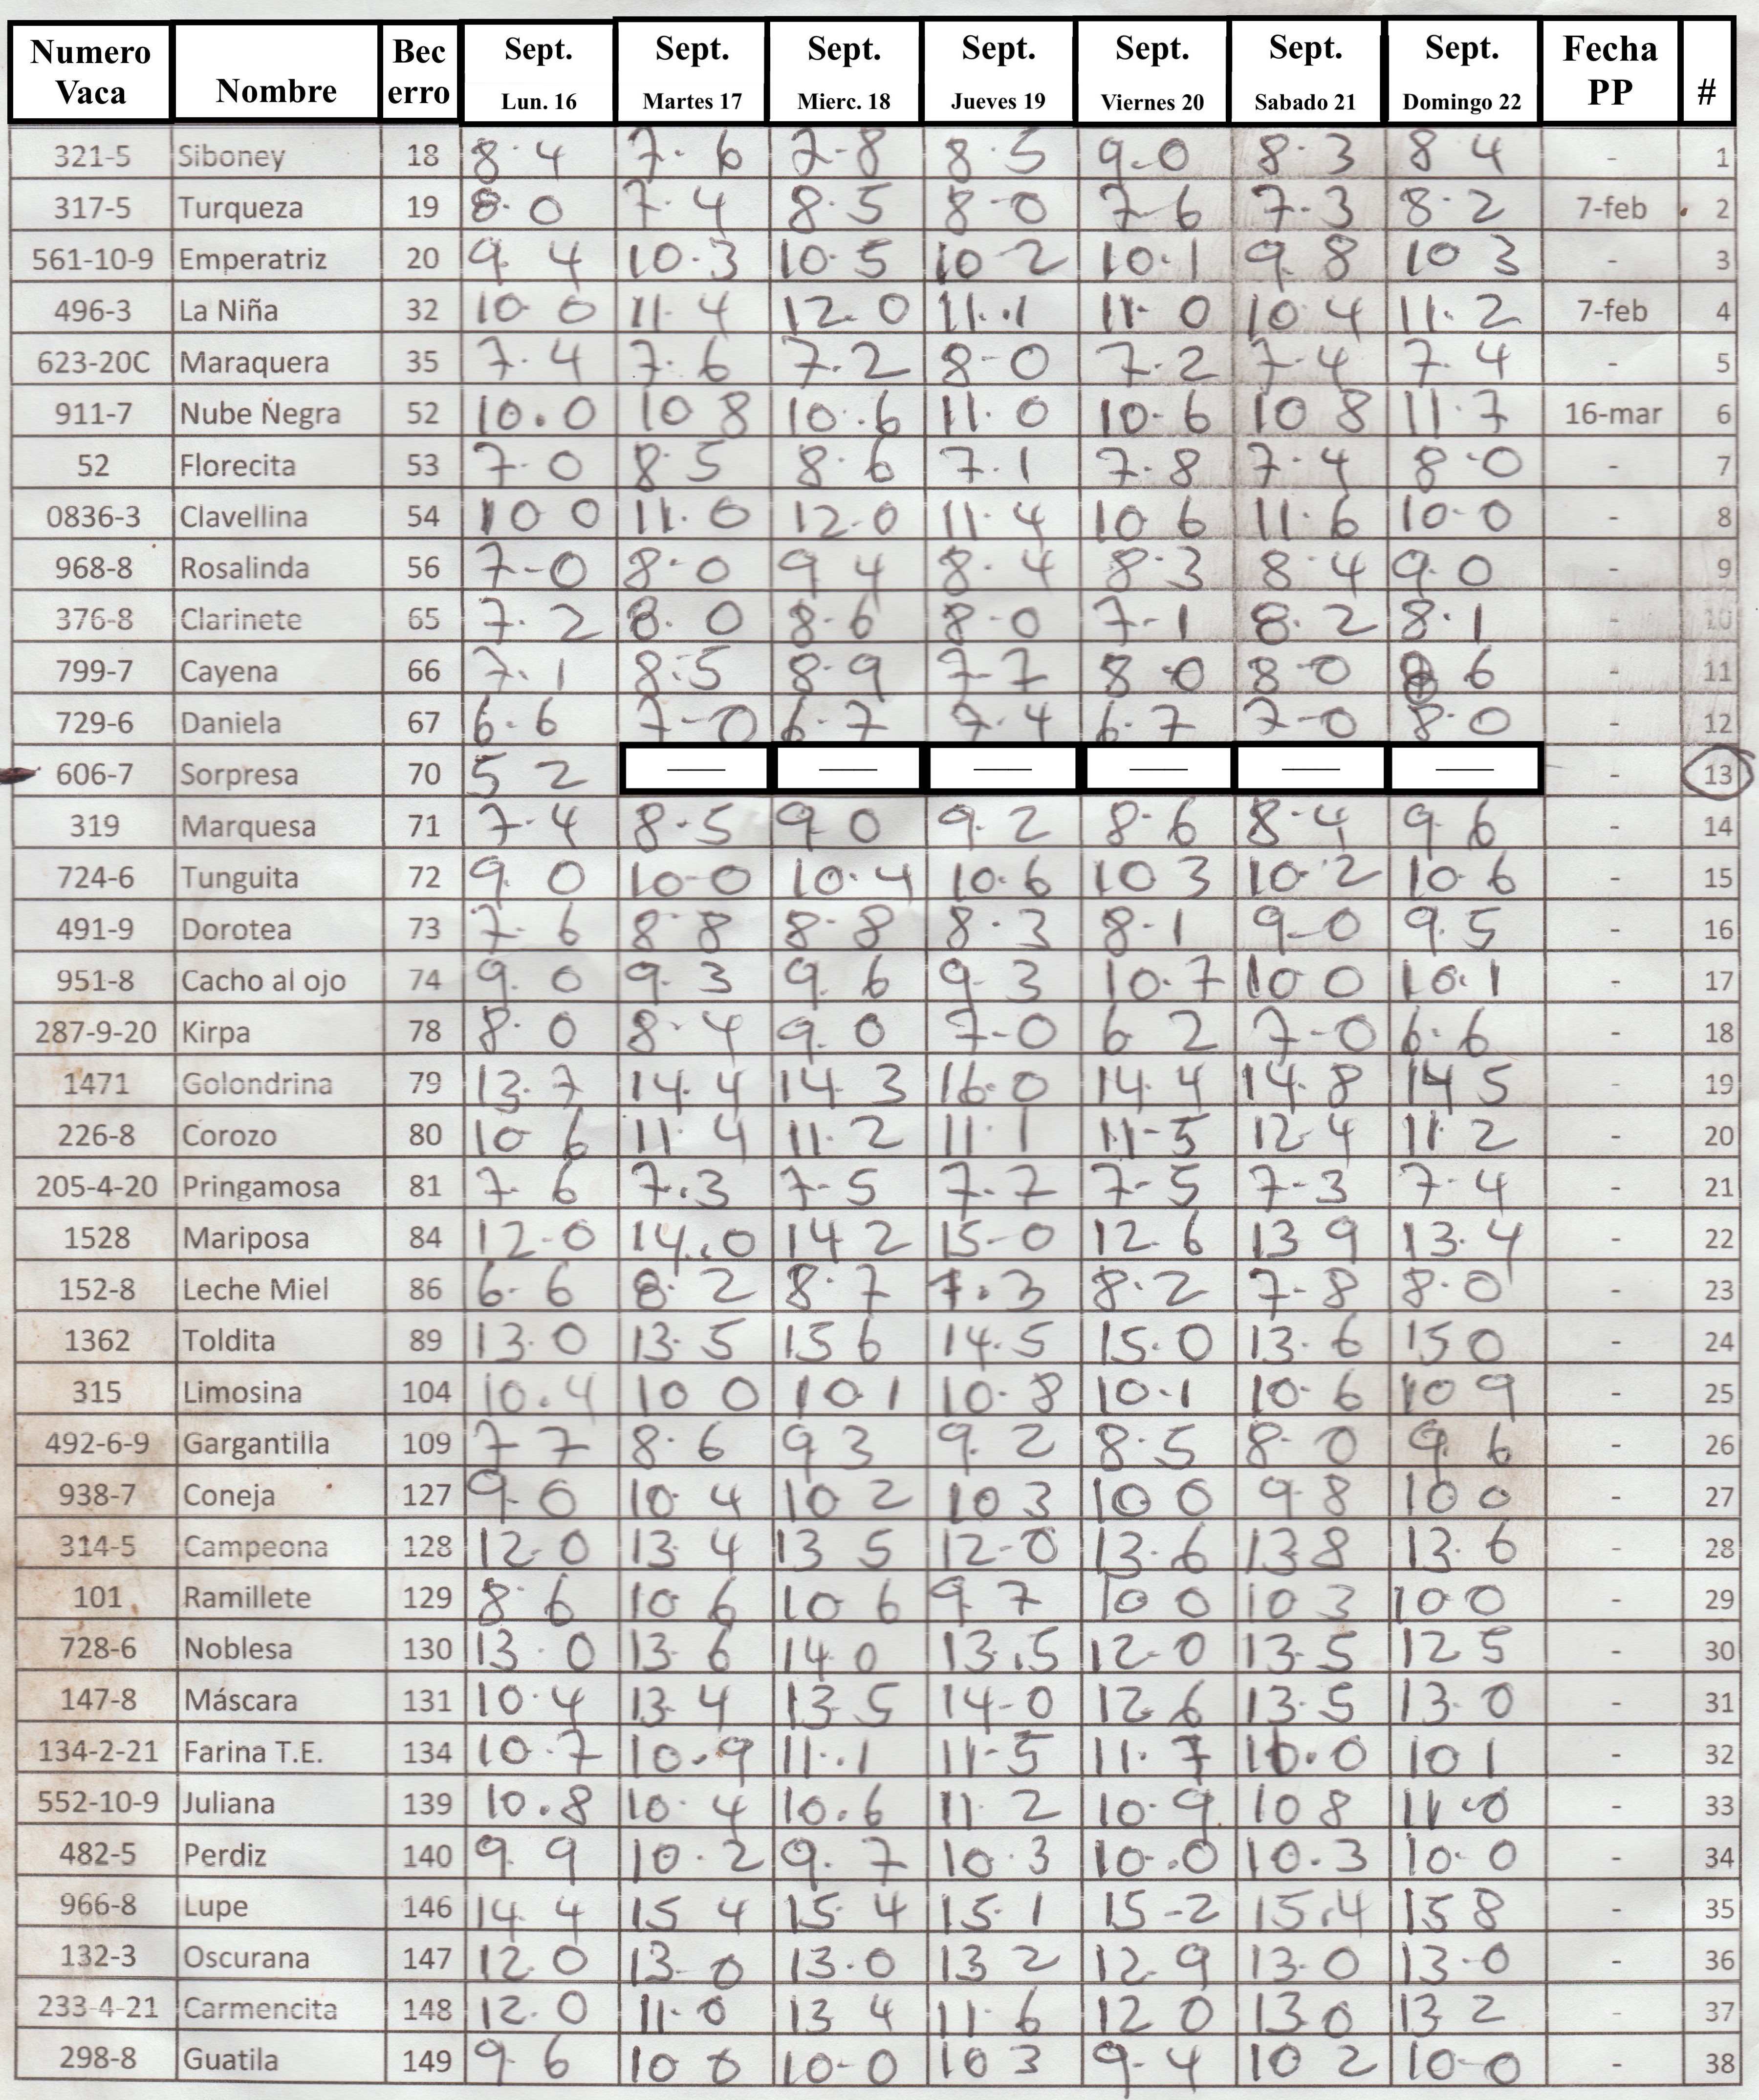 Numero Vaca Nombre Bec erro Sept. Lun. 16 Sept. Martes 17 Sept. Mierc. 18 Sept. Jueves 19 Sept. Viernes 20 Sept. Sabado 21 Sept. Domingo 22 Fecha PP #
321-5 Siboney 18 8.4 7.6 7-8 8.5 9.0 8.3 8 4 - 1
317-5 Turqueza 19 8.0 7.4 8.5 8-0 7-6 7.3 8.2 7-feb 2
561-10-9 Emperatriz 20 9.4 10.3 10.5 10 2 10.1 9.8 10 3 - 3
496-3 La Niña 32 10.0 11.4 12.0 11.1 11.0 10.4 11.2 7-feb 4
623-20C Maraquera 35 7.4 7.6 7.2 8-0 7.2 7.4 7.4 - 5
911-7 Nube Negra 52 10.0 10 8 10.6 11.0 10.6 10 8 11.7 16-mar 6
52 Florecita 53 7.0 8.5 8.6 7.1 7.8 7.4 8.0 - 7
0836-3 Clavellina 54 10 0 11.0 12.0 11.4 10 6 11.6 10.0 - 8
968-8 Rosalinda 56 7-0 8.0 9 4 8.4 8.3 8.4 9.0 - 9
376-8 Clarinete 65 7.2 8.0 8-6 8-0 7-1 8.2 8.1 - 10
799-7 Cayena 66 7.1 8.5 8.9 7-7 8.0 8-0 6 - 11
729-6 Daniela 67 6.6 7-0 6.7 7.4 6.7 7-0 8.0 - 12
606-7 Sorpresa 70 5 2 — — — — — — - 13
319 Marquesa 71 7.4 8.5 9 0 9.2 8.6 8.4 9.6 - 14
724-6 Tunguita 72 9.0 10-0 10.4 10.6 10 3 10.2 10.6 - 15
491-9 Dorotea 73 7.6 8.8 8-8 8.3 8-1 9-0 9.5 - 16
951-8 Cacho al ojo 74 9.0 9.3 9.6 9.3 10.7 10 0 10.1 - 17
287-9-20 Kirpa 78 8.0 8.4 9.0 7-0 6 2 7-0 6.6 - 18
1471 Golondrina 79 13.7 14.4 14.3 16.0 14.4 14.8 14 5 - 19
226-8 Corozo 80 10 6 11.4 11.2 11.1 11-5 12.4 11.2 - 20
205-4-20 Pringamosa 81 7.6 7.3 7-5 7-7 7-5 7-3 7.4 - 21
1528 Mariposa 84 12-0 14.0 14 2 15-0 12.6 13 9 13.4 - 22
152-8 Leche Miel 86 6.6 8.2 8.7 7.3 8.2 7-8 8.0 - 23
1362 Toldita 89 13.0 13.5 15 6 14.5 15.0 13.6 15 0 - 24
315 Limosina 104 10.4 10 0 10 1 10.8 10.1 10.6 10 9 - 25
492-6-9 Gargantilla 109 7 7 8.6 9 3 9.2 8.5 8.0 9.6 - 26
938-7 Coneja 127 9.0 10.4 10 2 10 3 10 0 9 8 10 0 - 27
314-5 Campeona 128 12.0 13 4 13 5 12-0 13.6 13 8 13.6 - 28
101 Ramillete 129 8.6 10 6 10 6 9 7 10 0 10 3 10 0 - 29
728-6 Noblesa 130 13.0 13.6 14 0 13.5 12.0 13.5 12 5 - 30
147-8 Máscara 131 10.4 13.4 13.5 14-0 12.6 13.5 13.0 - 31
134-2-21 Farina T.E. 134 10.7 10.9 11.1 11-5 11.7 10.0 10 1 - 32
552-10-9 Juliana 139 10.8 10.4 10.6 11.2 10.9 10 8 11.0 - 33
482-5 Perdiz 140 9.9 10.2 9.7 10.3 10.0 10.3 10.0 - 34
966-8 Lupe 146 14.4 15 4 15.4 15.1 15-2 15.4 15 8 - 35
132-3 Oscurana 147 12.0 13.0 13.0 13 2 12.9 13.0 13.0 - 36
233-4-21 Carmencita 148 12.0 11.0 13 4 11.6 12 0 13 0 13 2 - 37
298-8 Guatila 149 9.6 10 0 10-0 10 3 9-4 10 2 10-0 - 38